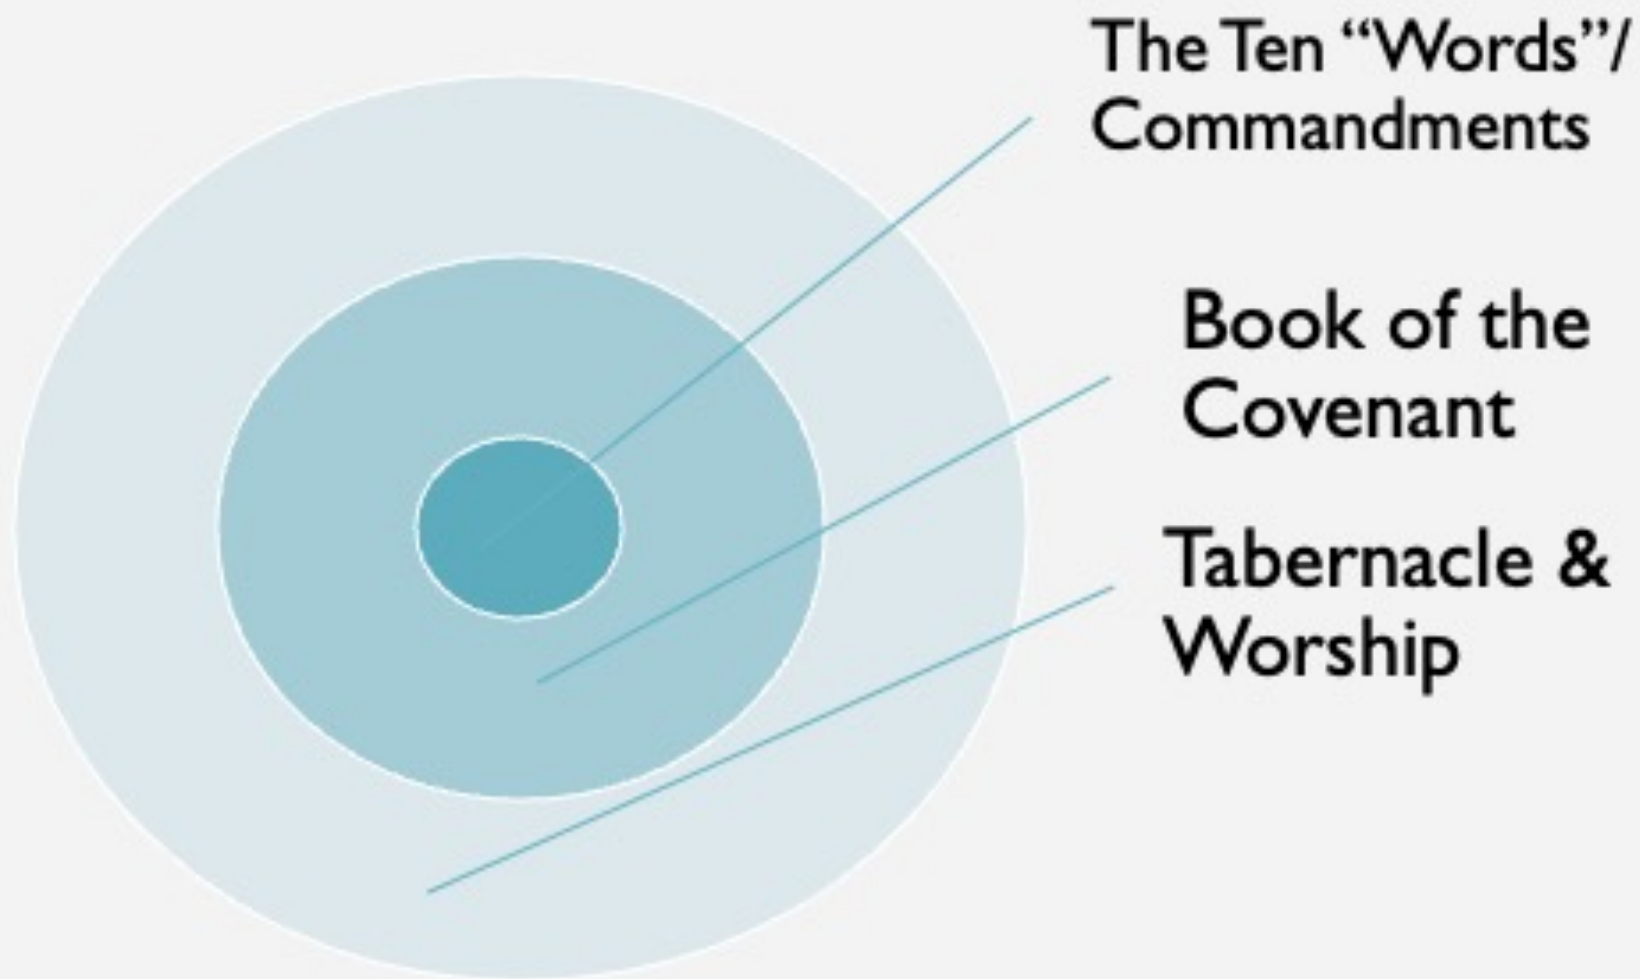 The Ten “Words”/
Commandments
Book of the
Covenant
Tabernacle &
Worship